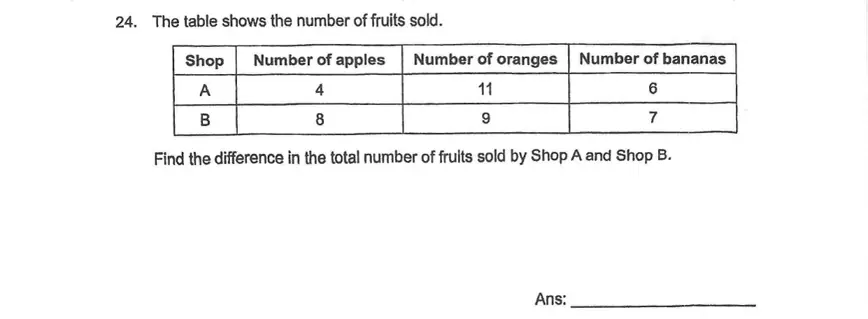 24. The table shows the number of fruits sold.
Shop Number of apples Number of oranges Number of bananas
A 4 11 6
B 8 9 7
Find the difference in the total number of fruits sold by Shop A and Shop B.
Ans: